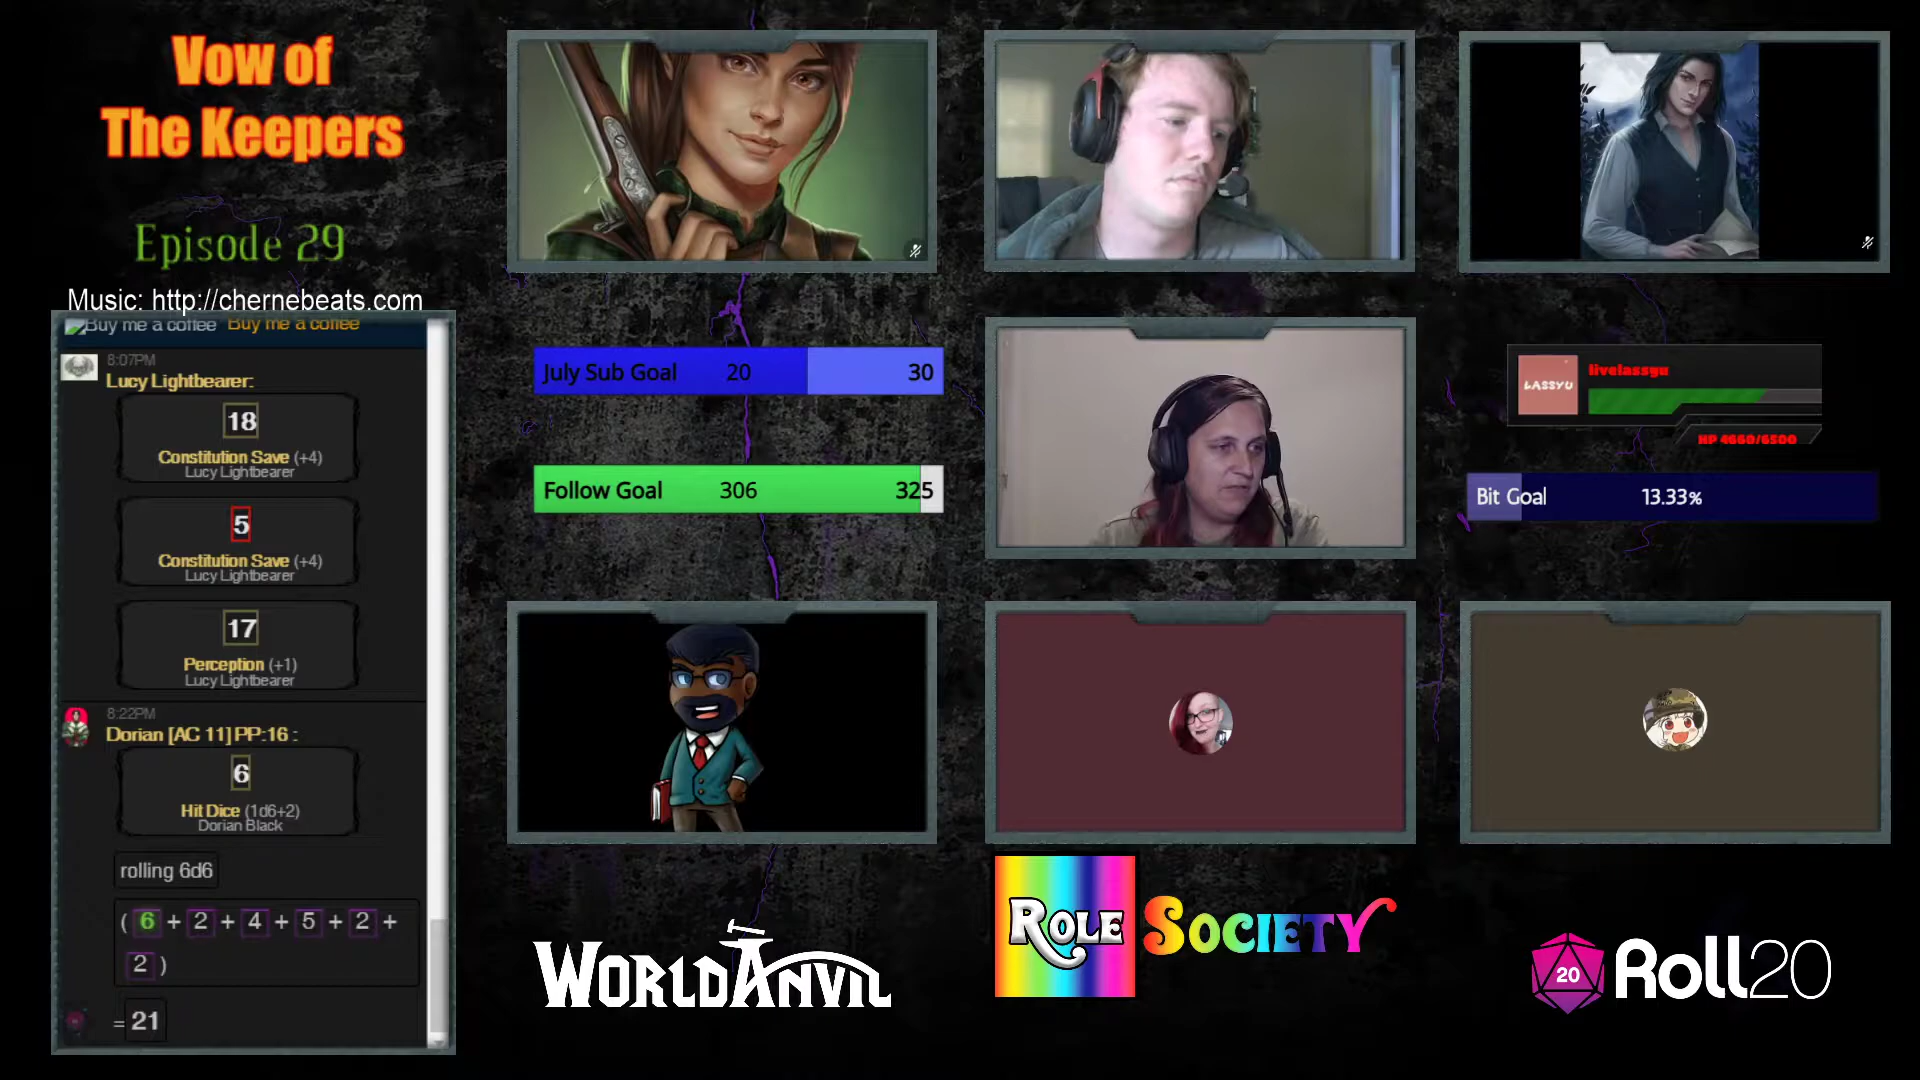 Vow of
The Keepers
Episode 29
Music: http://chernebeats.com
Buy me a coffee Buy me a coffee
8:07PM
Lucy Lightbearer:
18
Constitution Save (+4)
Lucy Lightbearer
5
Constitution Save (+4)
Lucy Lightbearer
17
Perception (+1)
Lucy Lightbearer
8:22PM
Dorian [AC 11] PP:16 :
6
Hit Dice (1d6+2)
Dorian Black
rolling 6d6
( 6 + 2 + 4 + 5 + 2 +
2 )
= 21
July Sub Goal 20 30
Follow Goal 306 325
LASSYU
livelassyu
HP 4660/6500
Bit Goal 13.33%
WORLDANVIL
ROLE SOCIETY
20 Roll20